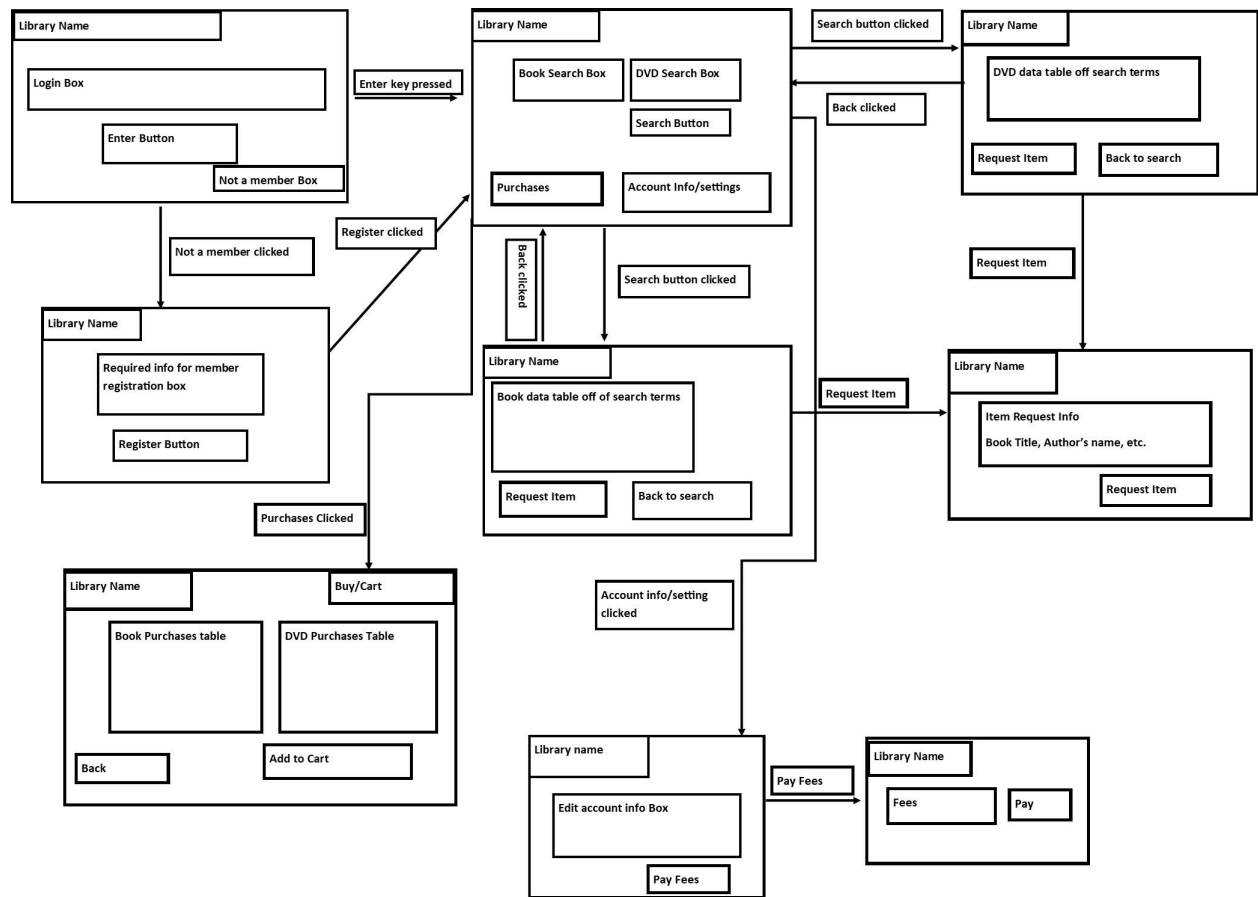 Library Name
Login Box
Enter Button
Not a member Box
Enter key pressed
Library Name
Book Search Box
DVD Search Box
Search Button
Purchases
Account Info/settings
Search button clicked
Back clicked
Library Name
DVD data table off search terms
Request Item
Back to search
Not a member clicked
Register clicked
Back clicked
Search button clicked
Request Item
Library Name
Required info for member
registration box
Register Button
Library Name
Book data table off of search terms
Request Item
Back to search
Request Item
Library Name
Item Request Info
Book Title, Author's name, etc.
Request Item
Purchases Clicked
Library Name
Buy/Cart
Book Purchases table
DVD Purchases Table
Back
Add to Cart
Account info/setting
clicked
Library name
Edit account info Box
Pay Fees
Pay Fees
Library Name
Fees
Pay